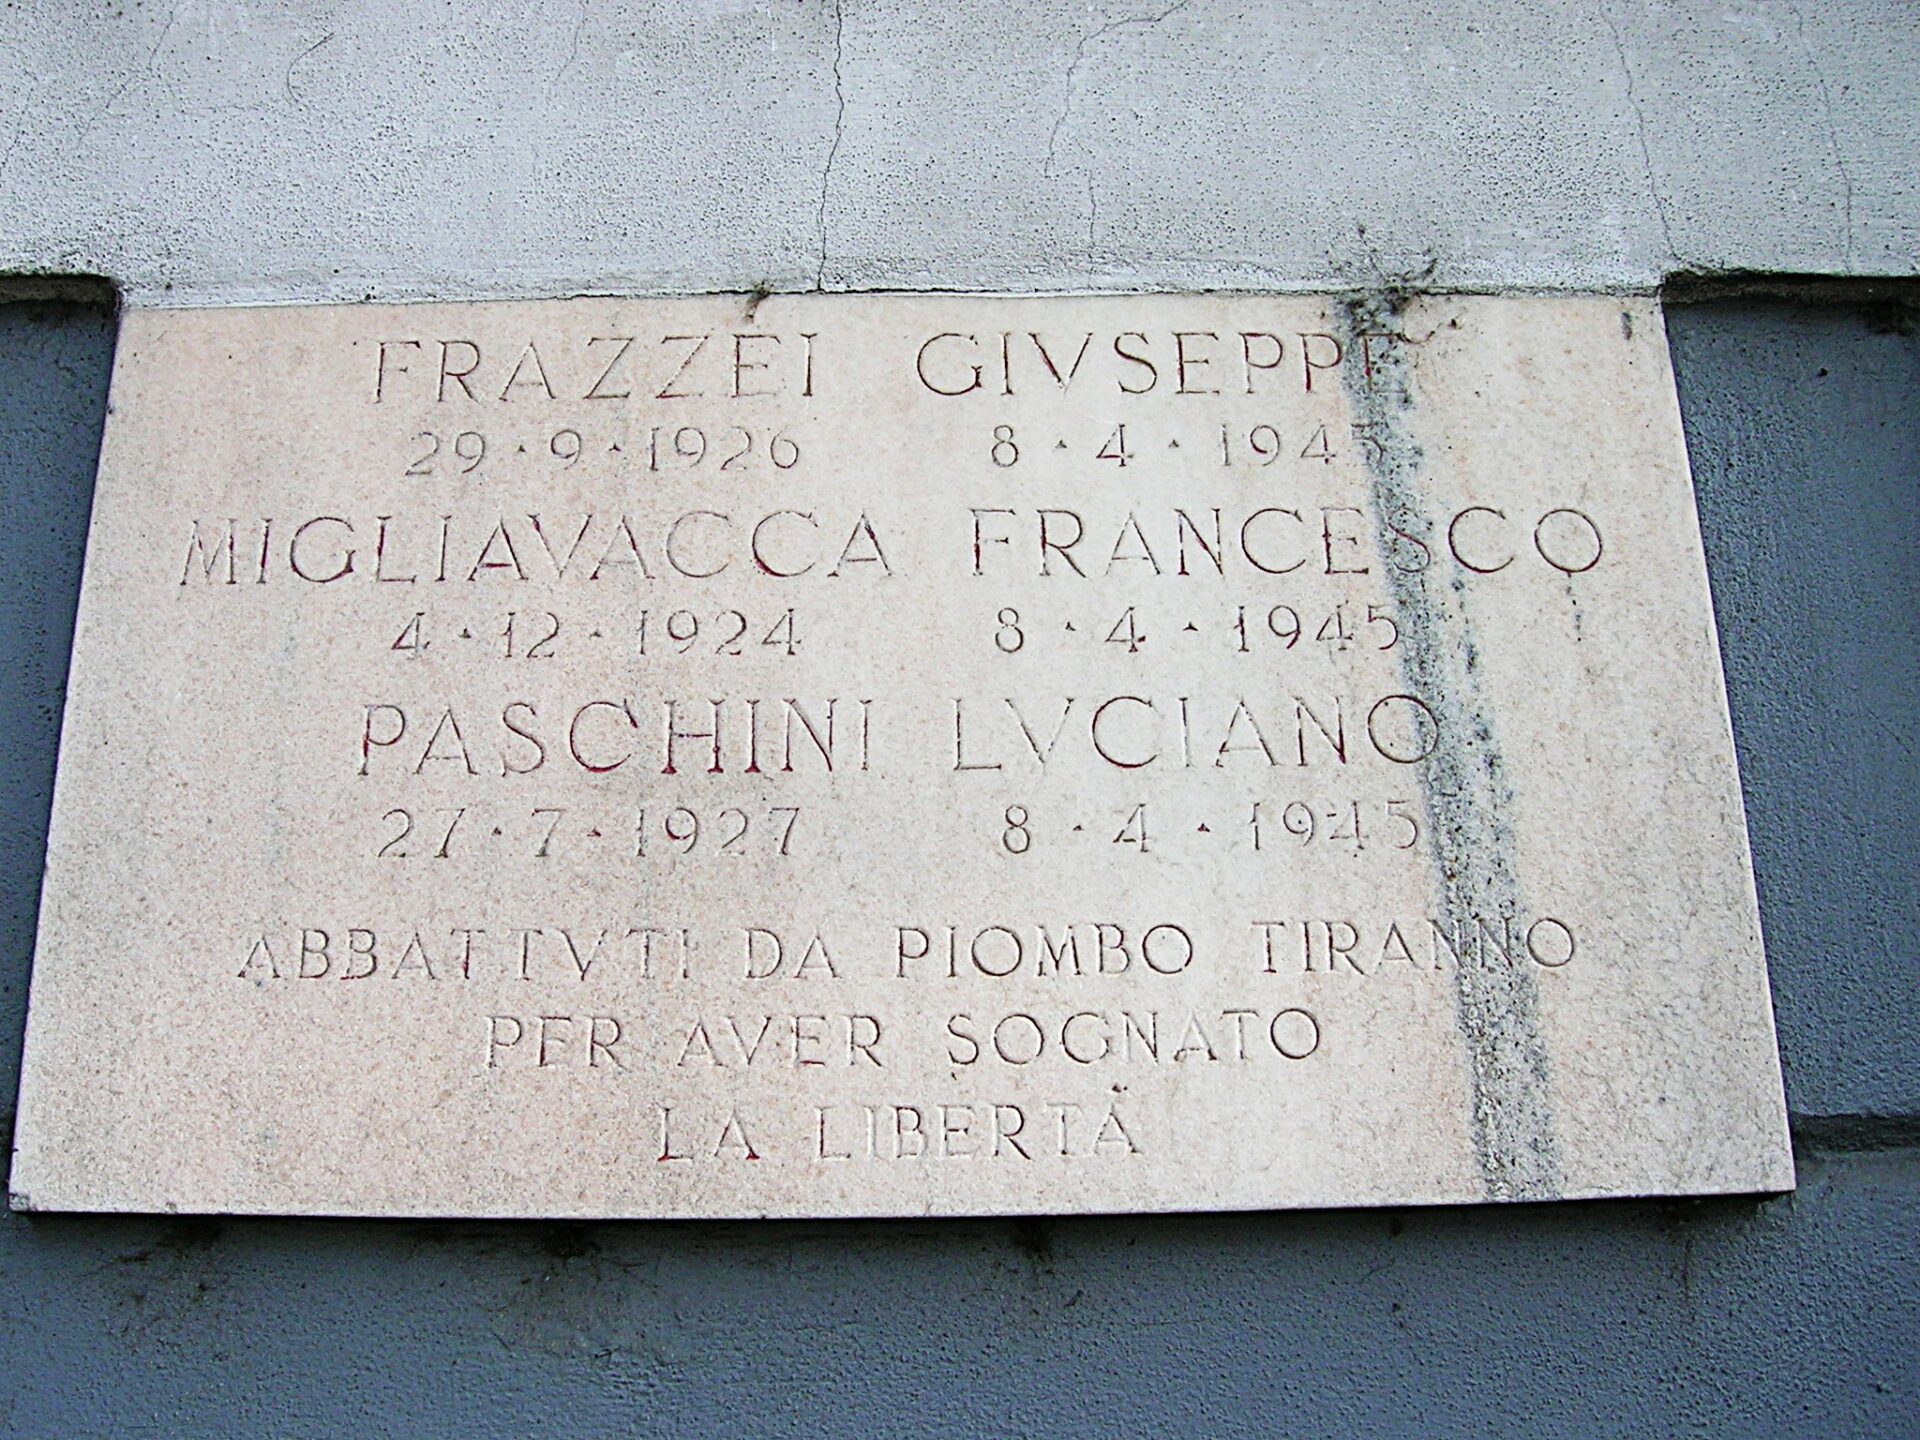 FRAZZEI GIVSEPPE
29·9·1926 8·4·1945
MIGLIAVACCA FRANCESCO
4·12·1924 8·4·1945
PASCHINI LVCIANO
27·7·1927 8·4·1945
ABBATTVTI DA PIOMBO TIRANNO
PER AVER SOGNATO
LA LIBERTÀ